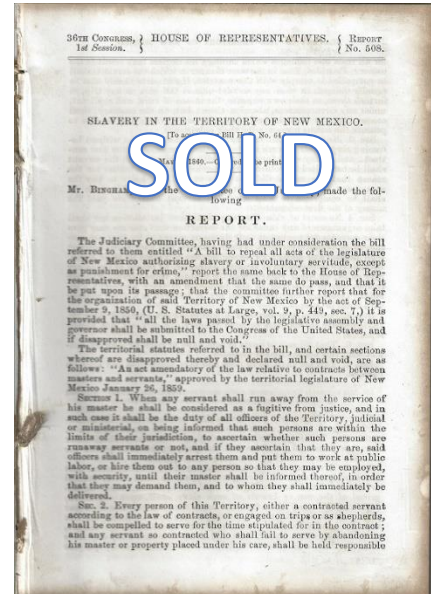 36TH CONGRESS, HOUSE OF REPRESENTATIVES. REPORT
1st Session. No. 508.
SLAVERY IN THE TERRITORY OF NEW MEXICO.
[To Bill H. No. 64
SOLD
1860.— be print
MR. BINGHAM the made the fol-
lowing
REPORT.
The Judiciary Committee, having had under consideration the bill
referred to them entitled "A bill to repeal all acts of the legislature
of New Mexico authorizing slavery or involuntary servitude, except
as punishment for crime," report the same back to the House of Rep-
resentatives, with an amendment that the same do pass, and that it
be put upon its passage; that the committee further report that for
the organization of said Territory of New Mexico by the act of Sep-
tember 9, 1850, (U. S. Statutes at Large, vol. 9, p. 449, sec. 7,) it is
provided that "all the laws passed by the legislative assembly and
governor shall be submitted to the Congress of the United States, and
if disapproved shall be null and void."
The territorial statutes referred to in the bill, and certain sections
whereof are disapproved thereby and declared null and void, are as
follows: "An act amendatory of the law relative to contracts between
masters and servants," approved by the territorial legislature of New
Mexico January 26, 1859.
SECTION 1. When any servant shall run away from the service of
his master he shall be considered as a fugitive from justice, and in
such case it shall be the duty of all officers of the Territory, judicial
or ministerial, on being informed that such persons are within the
limits of their jurisdiction, to ascertain whether such persons are
runaway servants or not, and if they ascertain that they are, said
officers shall immediately arrest them and put them to work at public
labor, or hire them out to any person so that they may be employed,
with security, until their master shall be informed thereof, in order
that they may demand them, and to whom they shall immediately be
delivered.
SEC. 2. Every person of this Territory, either a contracted servant
according to the law of contracts, or engaged on trips or as shepherds,
shall be compelled to serve for the time stipulated for in the contract;
and any servant so contracted who shall fail to serve by abandoning
his master or property placed under his care, shall be held responsible